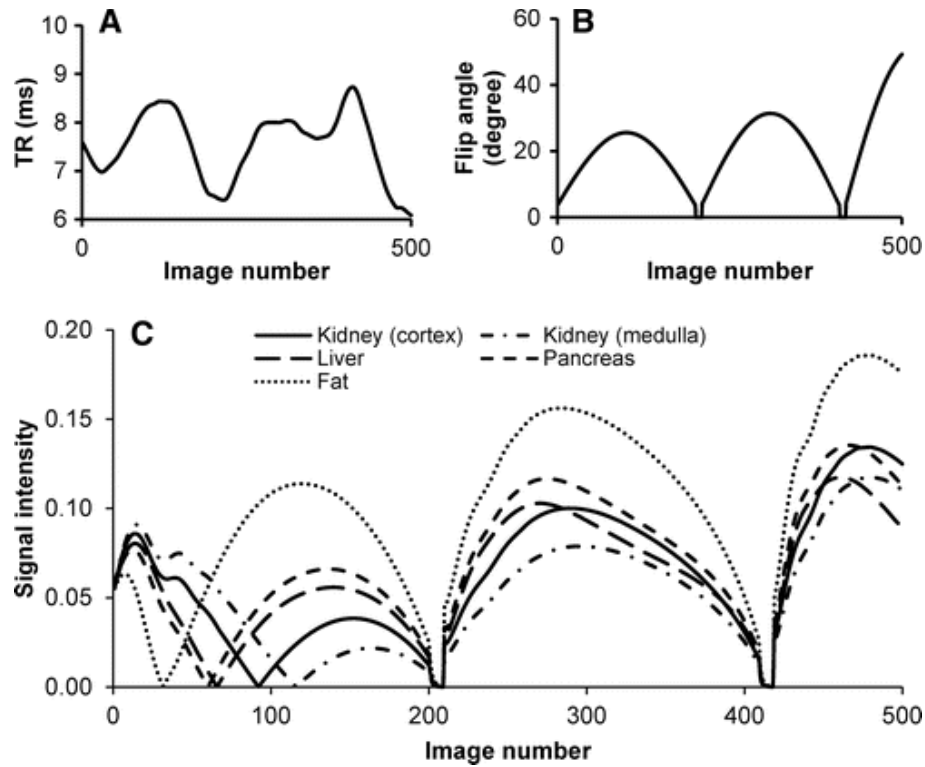 A
10
9
8
7
6
TR (ms)
0
500
Image number
B
60
40
20
0
Flip angle
(degree)
0
500
Image number
C
0.20
0.15
0.10
0.05
0.00
Signal intensity
Kidney (cortex)
Kidney (medulla)
Liver
Pancreas
Fat
0
100
200
300
400
500
Image number